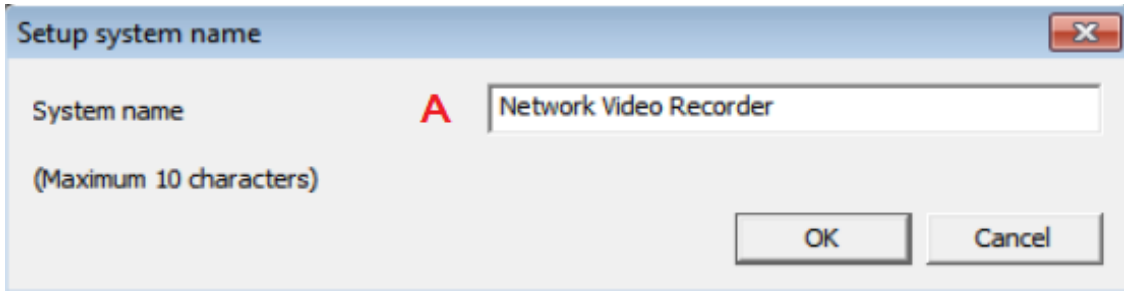 Setup system name
System name A Network Video Recorder
(Maximum 10 characters)
OK Cancel